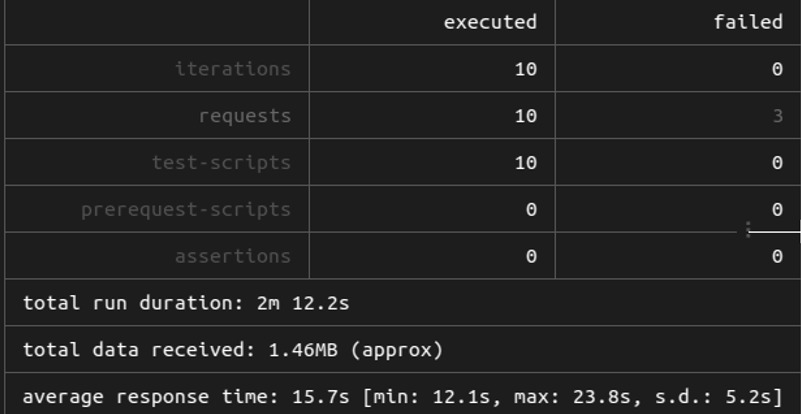 executed failed
iterations 10 0
requests 10 3
test-scripts 10 0
prerequest-scripts 0 0
assertions 0 0
total run duration: 2m 12.2s
total data received: 1.46MB (approx)
average response time: 15.7s [min: 12.1s, max: 23.8s, s.d.: 5.2s]